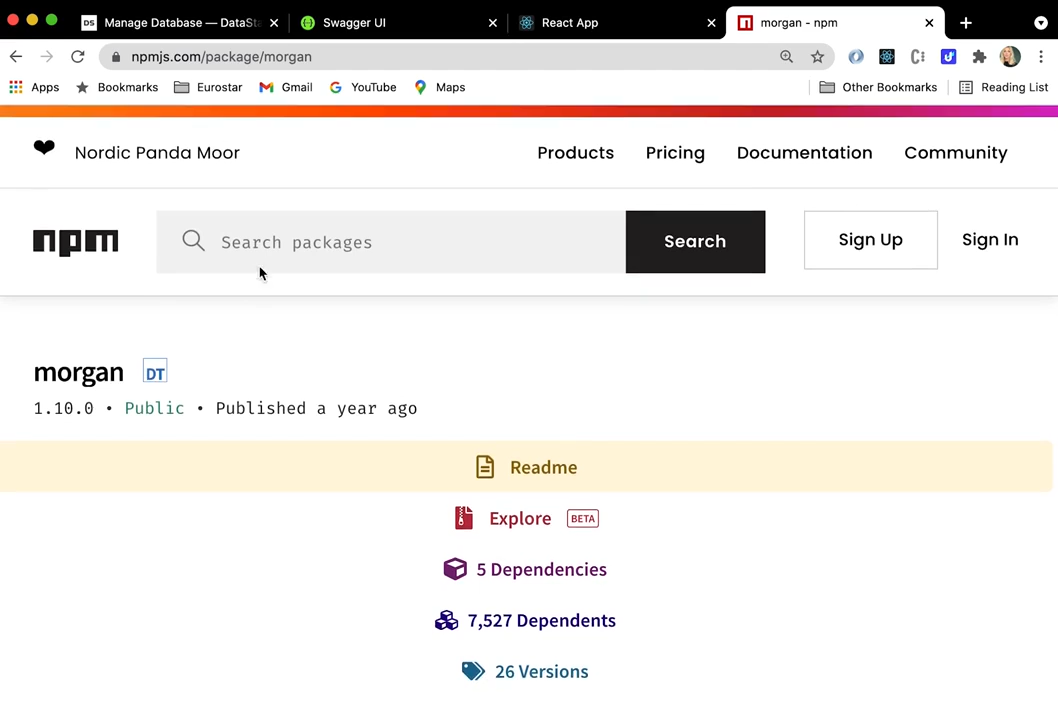 DS Manage Database — DataSta
Swagger UI
React App
morgan - npm
npmjs.com/package/morgan
Apps
Bookmarks
Eurostar
Gmail
YouTube
Maps
Other Bookmarks
Reading List
❤ Nordic Panda Moor
Products
Pricing
Documentation
Community
npm
Search packages
Search
Sign Up
Sign In
morgan DT
1.10.0 • Public • Published a year ago
Readme
Explore BETA
5 Dependencies
7,527 Dependents
26 Versions